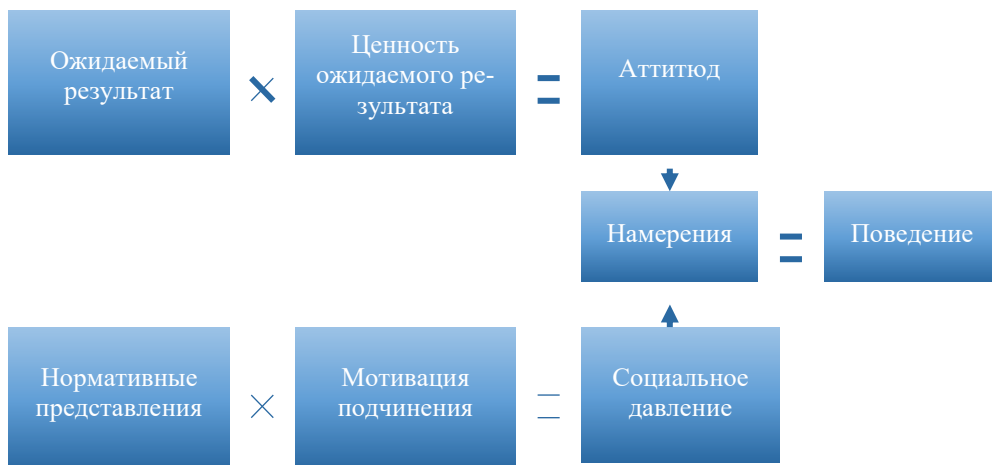 Ожидаемый
результат
×
Ценность
ожидаемого ре-
зультата
=
Аттитюд
Намерения
=
Поведение
Нормативные
представления
×
Мотивация
подчинения
=
Социальное
давление